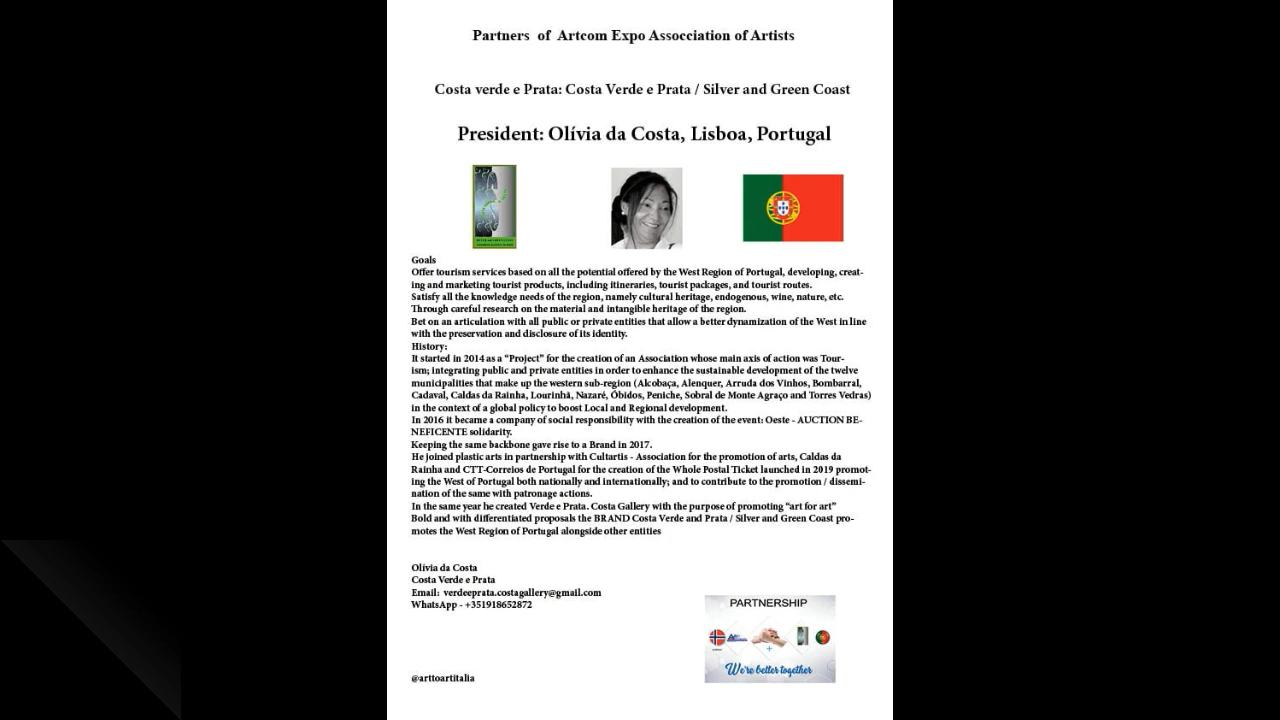 Partners of Artcom Expo Assocciation of Artists
Costa verde e Prata: Costa Verde e Prata / Silver and Green Coast
President: Olívia da Costa, Lisboa, Portugal
Goals
Offer tourism services based on all the potential offered by the West Region of Portugal, developing, creat-
ing and marketing tourist products, including itineraries, tourist packages, and tourist routes.
Satisfy all the knowledge needs of the region, namely cultural heritage, endogenous, wine, nature, etc.
Through careful research on the material and intangible heritage of the region.
Bet on an articulation with all public or private entities that allow a better dynamization of the West in line
with the preservation and disclosure of its identity.
History:
It started in 2014 as a “Project” for the creation of an Association whose main axis of action was Tour-
ism; integrating public and private entities in order to enhance the sustainable development of the twelve
municipalities that make up the western sub-region (Alcobaça, Alenquer, Arruda dos Vinhos, Bombarral,
Cadaval, Caldas da Rainha, Lourinhã, Nazaré, Óbidos, Peniche, Sobral de Monte Agraço and Torres Vedras)
in the context of a global policy to boost Local and Regional development.
In 2016 it became a company of social responsibility with the creation of the event: Oeste - AUCTION BE-
NEFICENTE solidarity.
Keeping the same backbone gave rise to a Brand in 2017.
He joined plastic arts in partnership with Cultartis - Association for the promotion of arts, Caldas da
Rainha and CTT-Correios de Portugal for the creation of the Whole Postal Ticket launched in 2019 promot-
ing the West of Portugal both nationally and internationally; and to contribute to the promotion / dissemi-
nation of the same with patronage actions.
In the same year he created Verde e Prata. Costa Gallery with the purpose of promoting “art for art”
Bold and with differentiated proposals the BRAND Costa Verde and Prata / Silver and Green Coast pro-
motes the West Region of Portugal alongside other entities
Olívia da Costa
Costa Verde e Prata
Email: verdeeprata.costagallery@gmail.com
WhatsApp - +351918652872
PARTNERSHIP
We're better together
@arttoartitalia